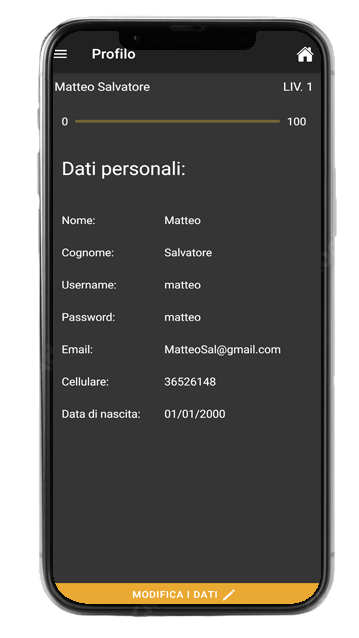 Profilo
Matteo Salvatore LIV. 1
0 100
Dati personali:
Nome: Matteo
Cognome: Salvatore
Username: matteo
Password: matteo
Email: MatteoSal@gmail.com
Cellulare: 36526148
Data di nascita: 01/01/2000
MODIFICA I DATI